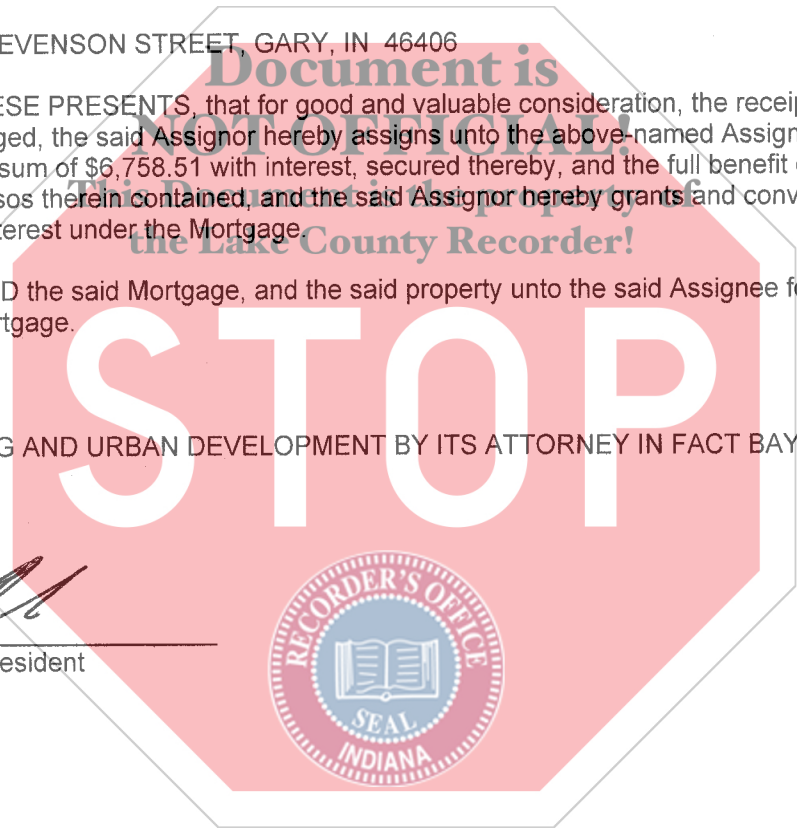 EVENSON STREET, GARY, IN 46406
Document is
ESE PRESENTS, that for good and valuable consideration, the receip
NOT OFFICIAL!
ged, the said Assignor hereby assigns unto the above-named Assign
sum of $6,758.51 with interest, secured thereby, and the full benefit
This Document is the property of
sos therein contained, and the said Assignor hereby grants and conv
terest under the Mortgage.
the Lake County Recorder!
D the said Mortgage, and the said property unto the said Assignee f
rtgage.
STOP
G AND URBAN DEVELOPMENT BY ITS ATTORNEY IN FACT BAY
RECORDER'S OFFICE
SEAL
INDIANA
esident